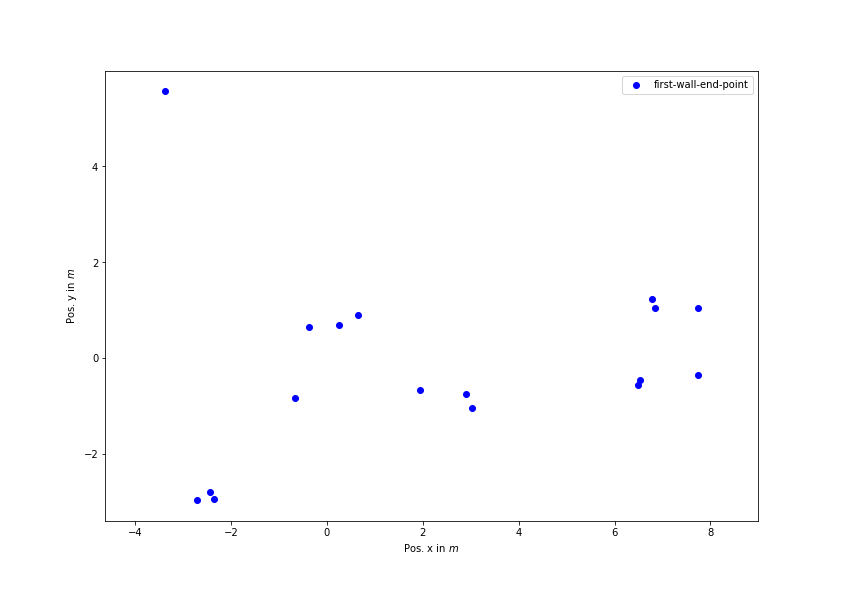 first-wall-end-point
4
2
0
−2
Pos. y in m
−4 −2 0 2 4 6 8
Pos. x in m